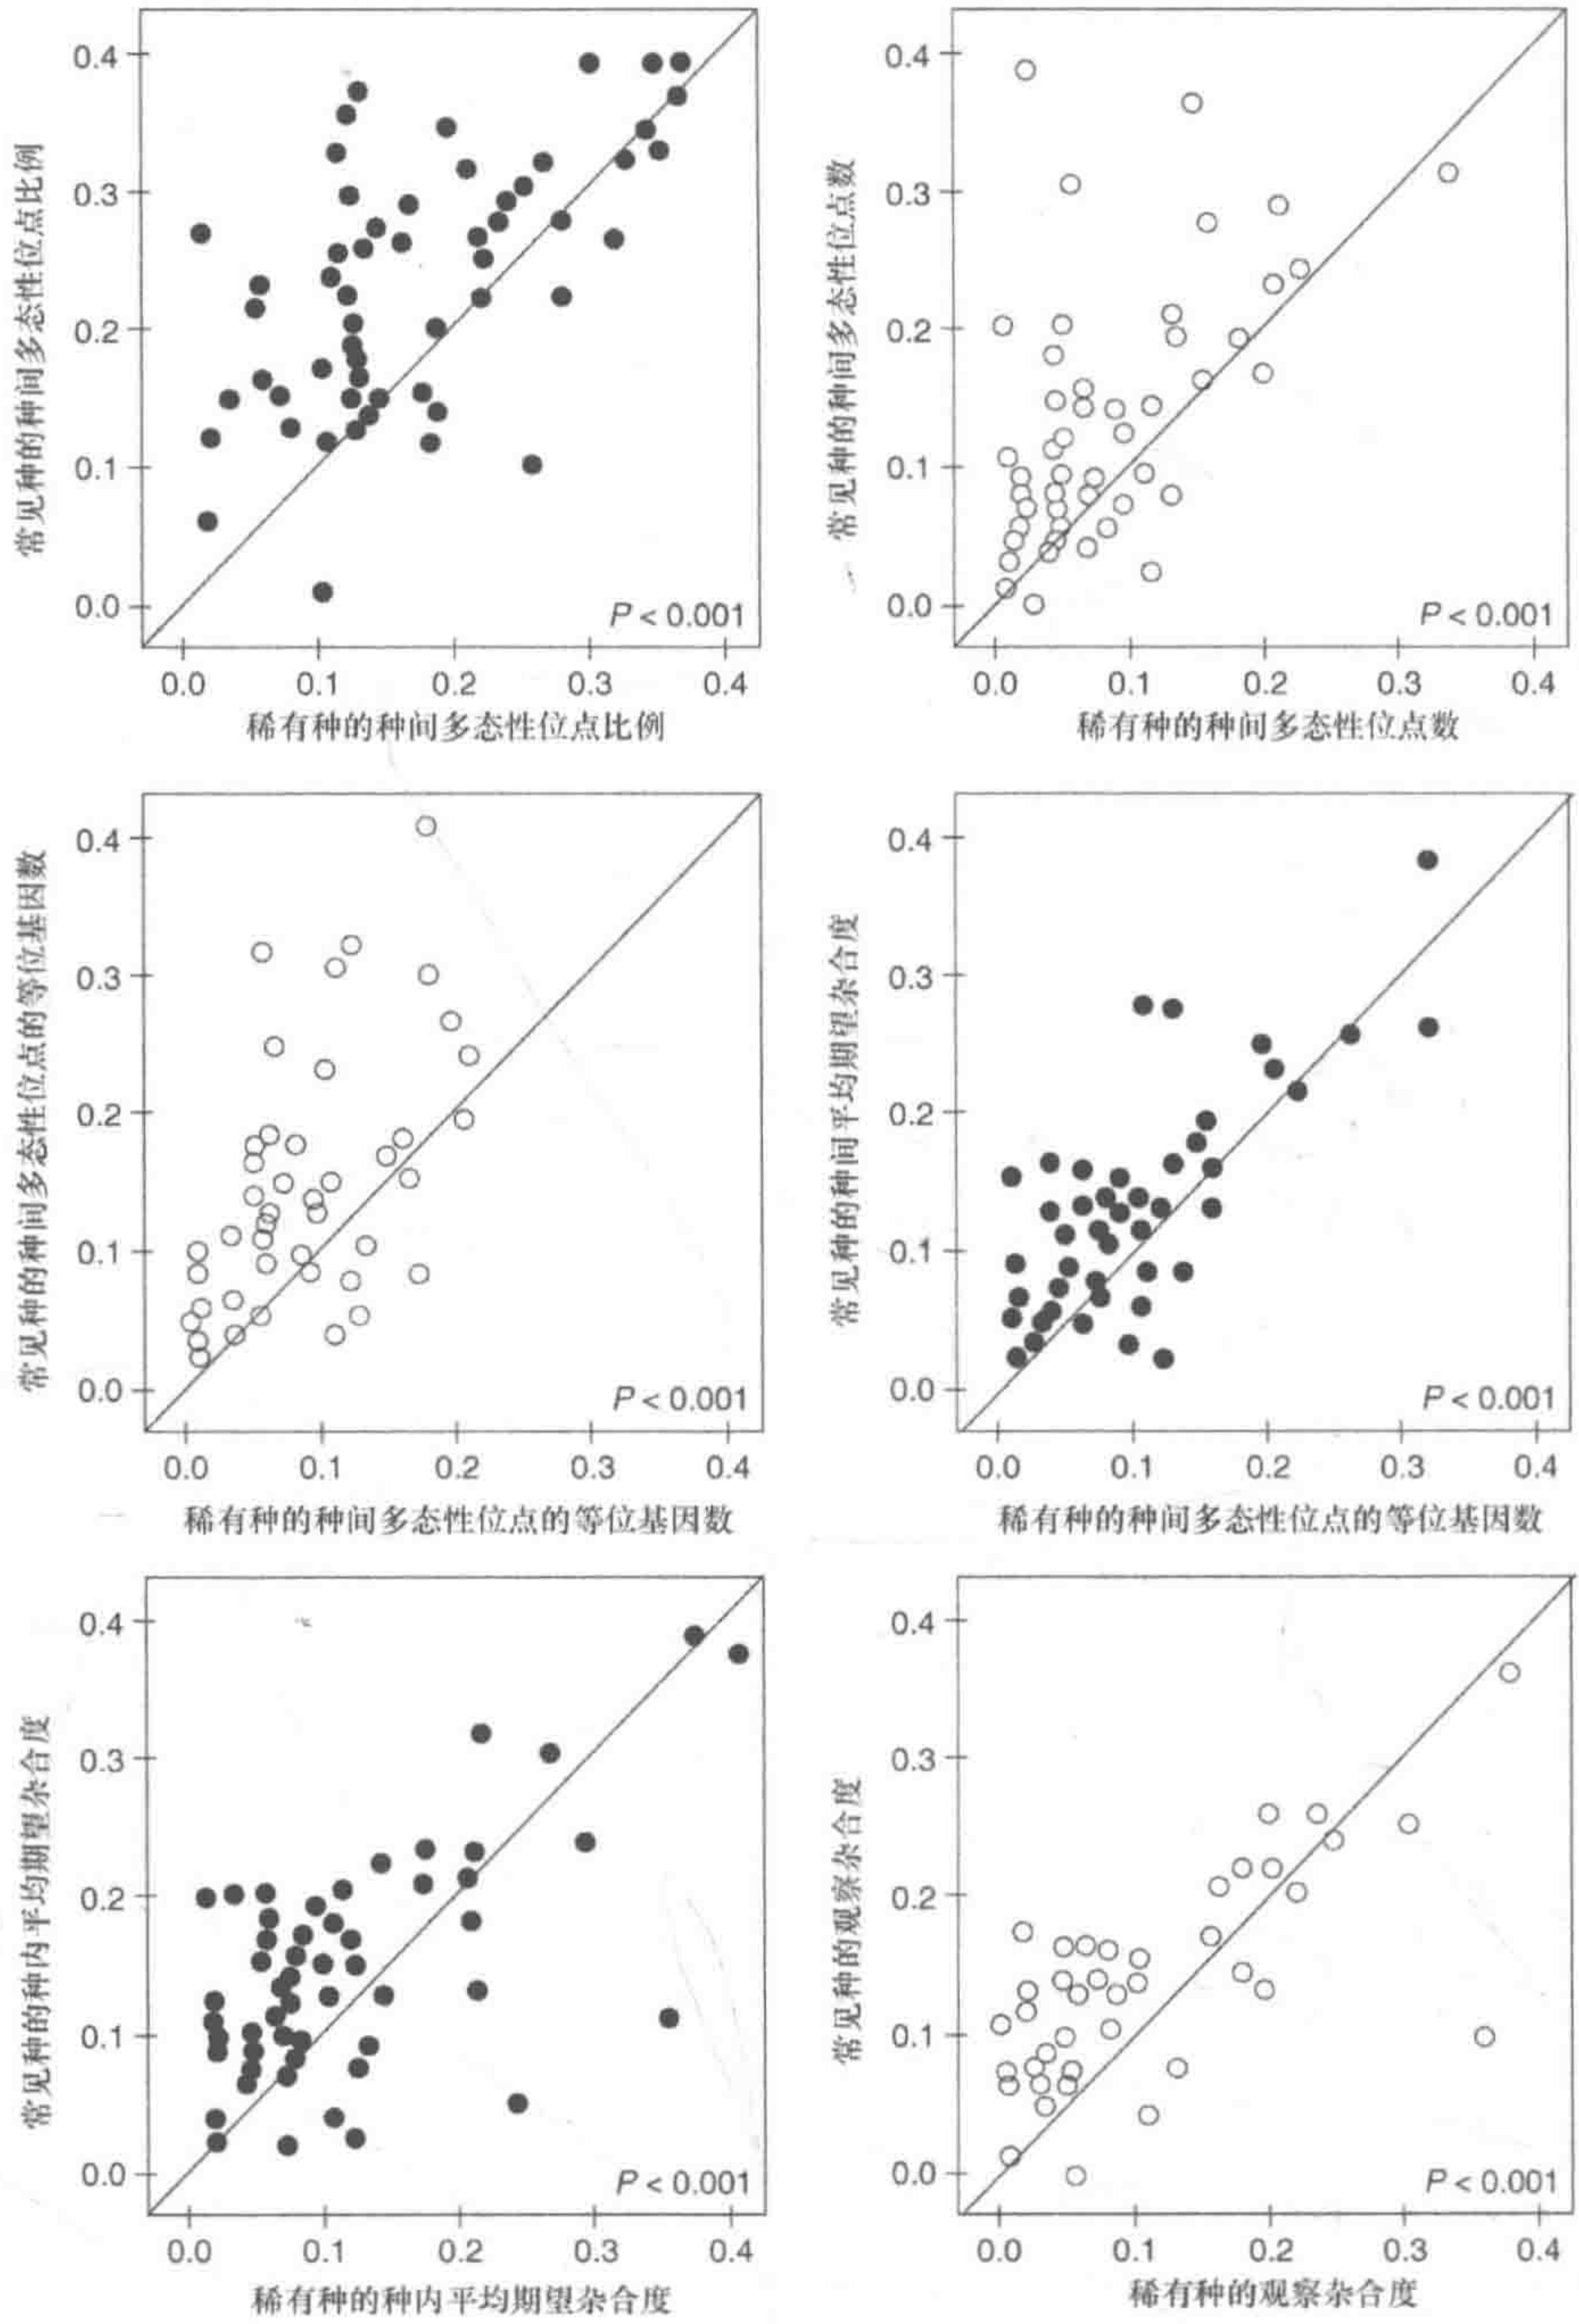 0.4
0.3
0.2
0.1
0.0
常见种的种间多态性位点比例
P < 0.001
0.0 0.1 0.2 0.3 0.4
稀有种的种间多态性位点比例
0.4
0.3
0.2
0.1
0.0
常见种的种间多态性位点数
P < 0.001
0.0 0.1 0.2 0.3 0.4
稀有种的种间多态性位点数
0.4
0.3
0.2
0.1
0.0
常见种的种间多态性位点的等位基因数
P < 0.001
0.0 0.1 0.2 0.3 0.4
稀有种的种间多态性位点的等位基因数
0.4
0.3
0.2
0.1
0.0
常见种的种间平均期望杂合度
P < 0.001
0.0 0.1 0.2 0.3 0.4
稀有种的种间多态性位点的等位基因数
0.4
0.3
0.2
0.1
0.0
常见种的种内平均期望杂合度
P < 0.001
0.0 0.1 0.2 0.3 0.4
稀有种的种内平均期望杂合度
0.4
0.3
0.2
0.1
0.0
常见种的观察杂合度
P < 0.001
0.0 0.1 0.2 0.3 0.4
稀有种的观察杂合度